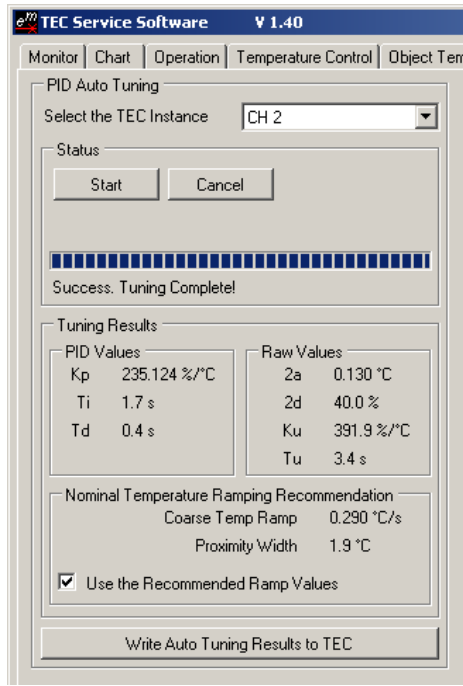 em TEC Service Software V 1.40
Monitor Chart Operation Temperature Control Object Tem
PID Auto Tuning
Select the TEC Instance CH 2
Status
Start Cancel
Success. Tuning Complete!
Tuning Results
PID Values
Kp 235.124 %/°C
Ti 1.7 s
Td 0.4 s
Raw Values
2a 0.130 °C
2d 40.0 %
Ku 391.9 %/°C
Tu 3.4 s
Nominal Temperature Ramping Recommendation
Coarse Temp Ramp 0.290 °C/s
Proximity Width 1.9 °C
Use the Recommended Ramp Values
Write Auto Tuning Results to TEC